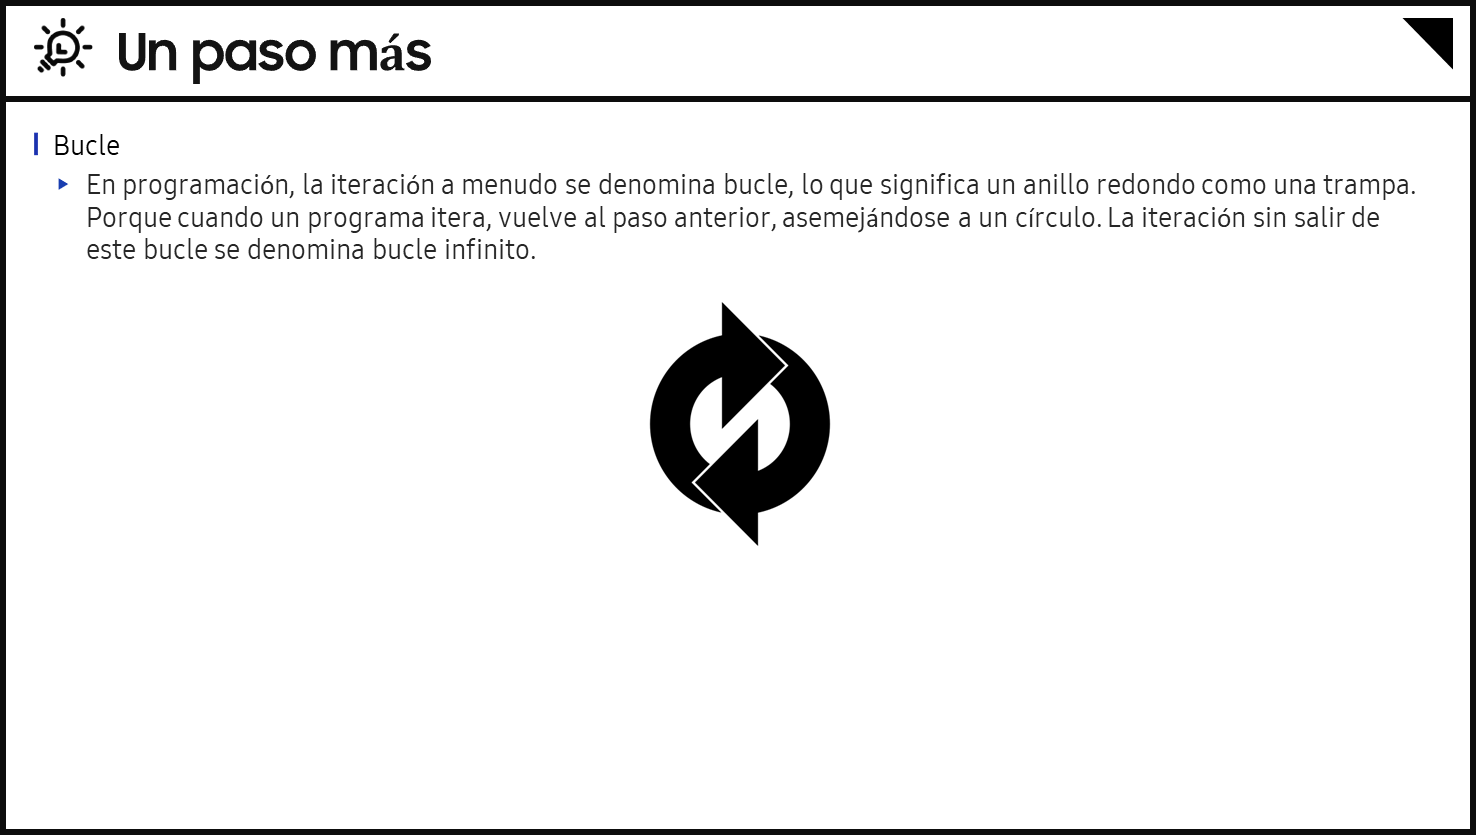 Un paso más
Bucle
En programación, la iteración a menudo se denomina bucle, lo que significa un anillo redondo como una trampa.
Porque cuando un programa itera, vuelve al paso anterior, asemejándose a un círculo. La iteración sin salir de
este bucle se denomina bucle infinito.